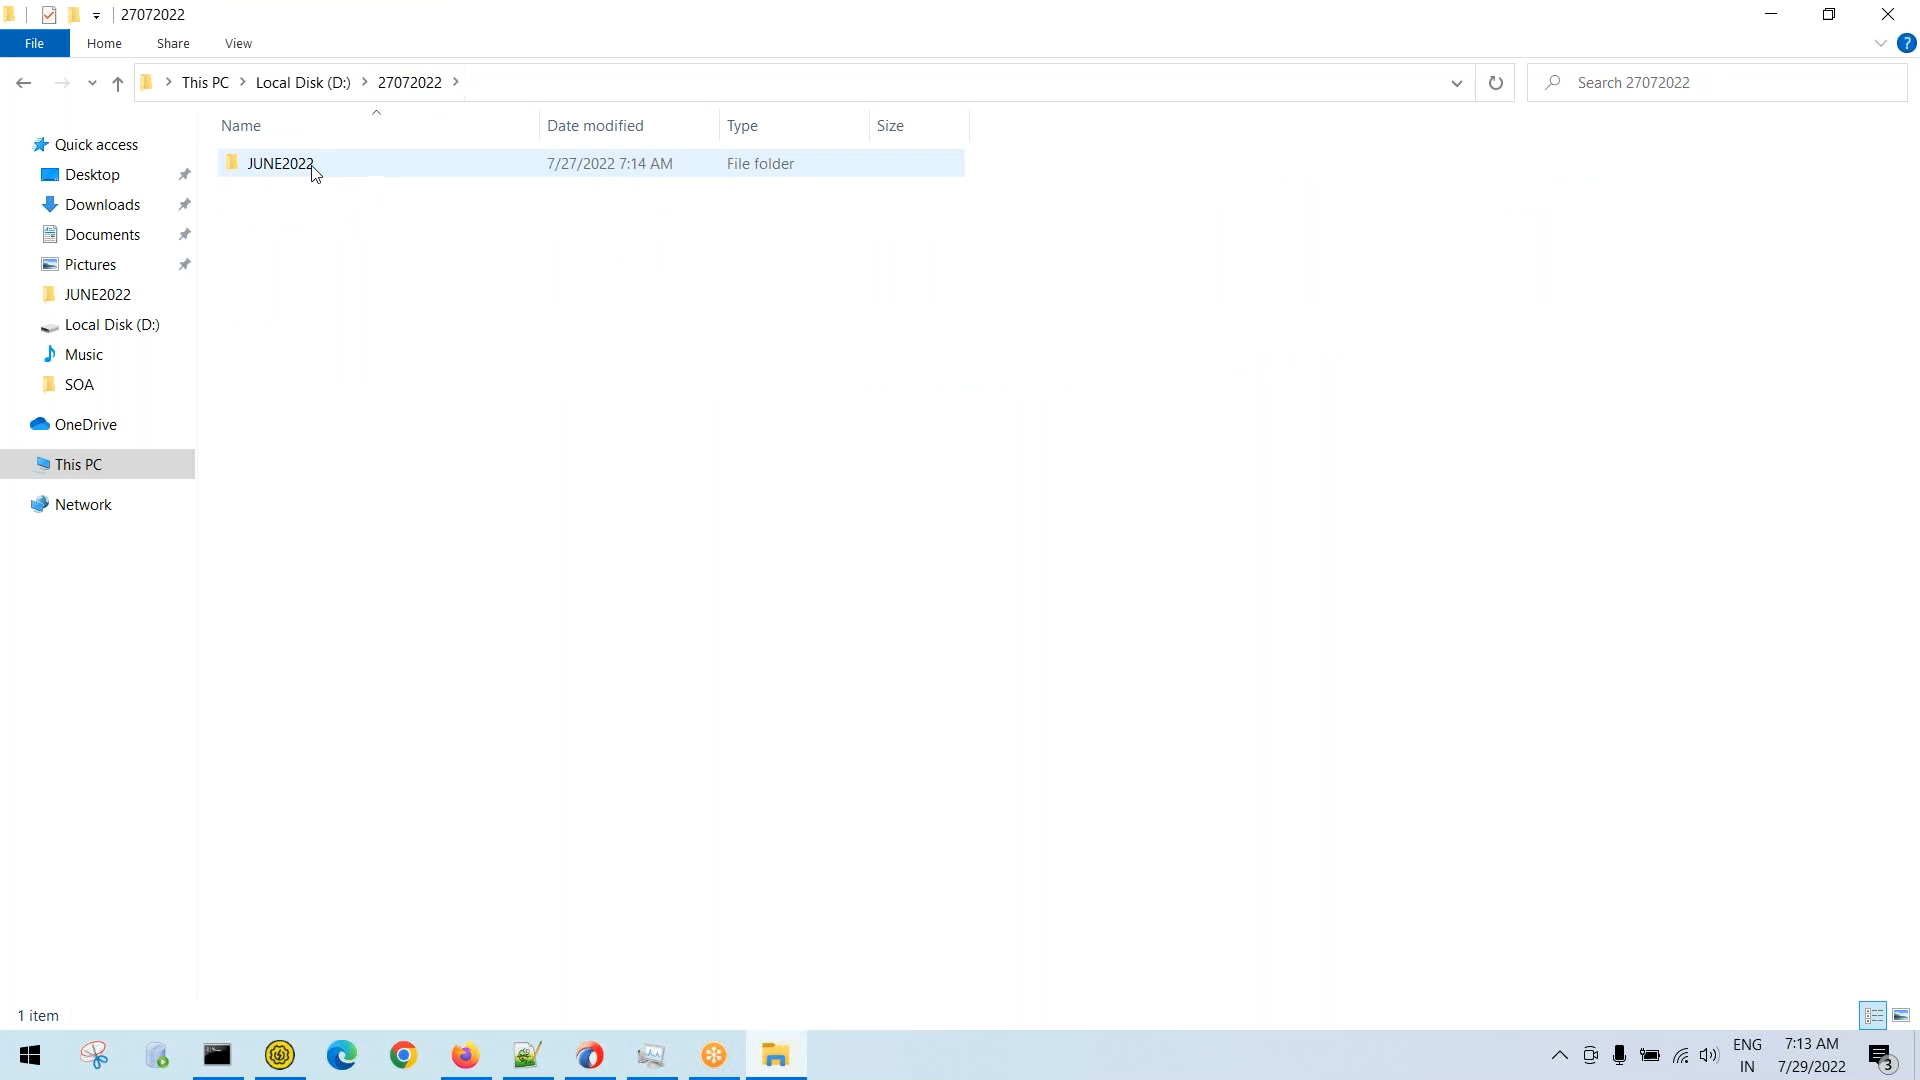 27072022
File Home Share View
This PC Local Disk (D:) 27072022
Search 27072022
Name Date modified Type Size
JUNE2022 7/27/2022 7:14 AM File folder
Quick access
Desktop
Downloads
Documents
Pictures
JUNE2022
Local Disk (D:)
Music
SOA
OneDrive
This PC
Network
1 item
ENG
IN
7:13 AM
7/29/2022
3